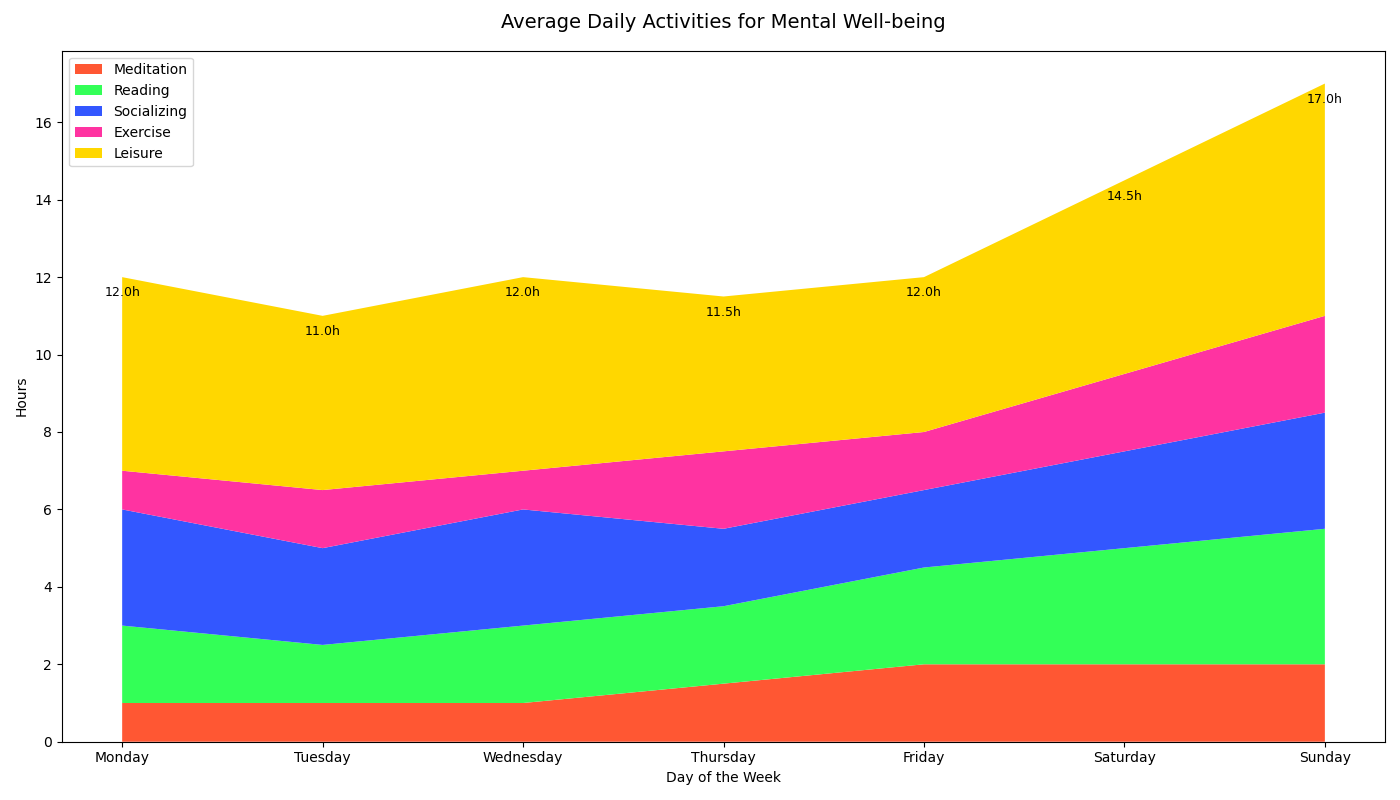 Average Daily Activities for Mental Well-being
Meditation
Reading
Socializing
Exercise
Leisure
17.0h
16
14.5h
14
12.0h
12.0h
12.0h
12
11.5h
11.0h
10
Hours
8
6
4
2
0
Monday Tuesday Wednesday Thursday Friday Saturday Sunday
Day of the Week